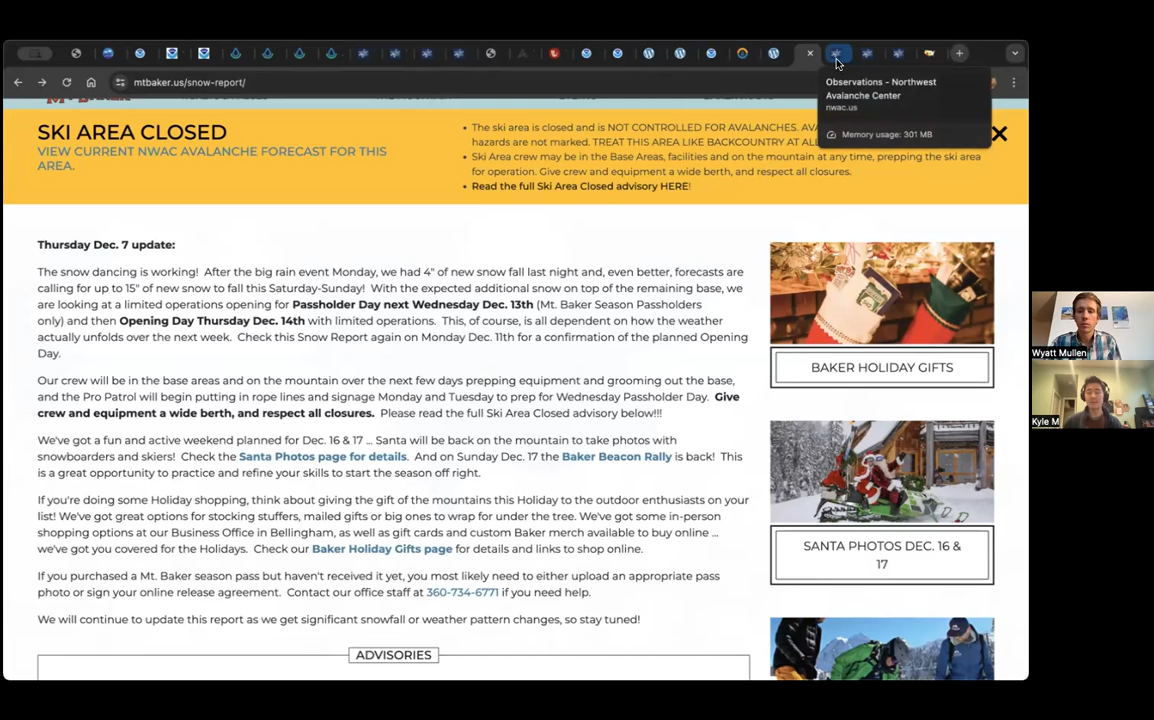 mtbaker.us/snow-report/
Observations - Northwest
Avalanche Center
nwac.us
Memory usage: 301 MB
SKI AREA CLOSED
VIEW CURRENT NWAC AVALANCHE FORECAST FOR THIS
AREA.
The ski area is closed and is NOT CONTROLLED FOR AVALANCHES.
hazards are not marked. TREAT THIS AREA LIKE BACKCOUNTRY AT
Ski Area crew may be in the Base Areas, facilities and on the mountain at any time, prepping the ski area
for operation. Give crew and equipment a wide berth, and respect all closures.
Read the full Ski Area Closed advisory HERE!
Thursday Dec. 7 update:
The snow dancing is working! After the big rain event Monday, we had 4" of new snow fall last night and, even better, forecasts are
calling for up to 15" of new snow to fall this Saturday-Sunday! With the expected additional snow on top of the remaining base, we
are looking at a limited operations opening for Passholder Day next Wednesday Dec. 13th (Mt. Baker Season Passholders
only) and then Opening Day Thursday Dec. 14th with limited operations. This, of course, is all dependent on how the weather
actually unfolds over the next week. Check this Snow Report again on Monday Dec. 11th for a confirmation of the planned Opening
Day.
Our crew will be in the base areas and on the mountain over the next few days prepping equipment and grooming out the base,
and the Pro Patrol will begin putting in rope lines and signage Monday and Tuesday to prep for Wednesday Passholder Day. Give
crew and equipment a wide berth, and respect all closures. Please read the full Ski Area Closed advisory below!!!
We've got a fun and active weekend planned for Dec. 16 & 17 ... Santa will be back on the mountain to take photos with
snowboarders and skiers! Check the Santa Photos page for details. And on Sunday Dec. 17 the Baker Beacon Rally is back! This
is a great opportunity to practice and refine your skills to start the season off right.
If you're doing some Holiday shopping, think about giving the gift of the mountains this Holiday to the outdoor enthusiasts on your
list! We've got great options for stocking stuffers, mailed gifts or big ones to wrap for under the tree. We've got some in-person
shopping options at our Business Office in Bellingham, as well as gift cards and custom Baker merch available to buy online ...
we've got you covered for the Holidays. Check our Baker Holiday Gifts page for details and links to shop online.
If you purchased a Mt. Baker season pass but haven't received it yet, you most likely need to either upload an appropriate pass
photo or sign your online release agreement. Contact our office staff at 360-734-6771 if you need help.
We will continue to update this report as we get significant snowfall or weather pattern changes, so stay tuned!
ADVISORIES
BAKER HOLIDAY GIFTS
SANTA PHOTOS DEC. 16 &
17
Wyatt Mullen
Kyle M